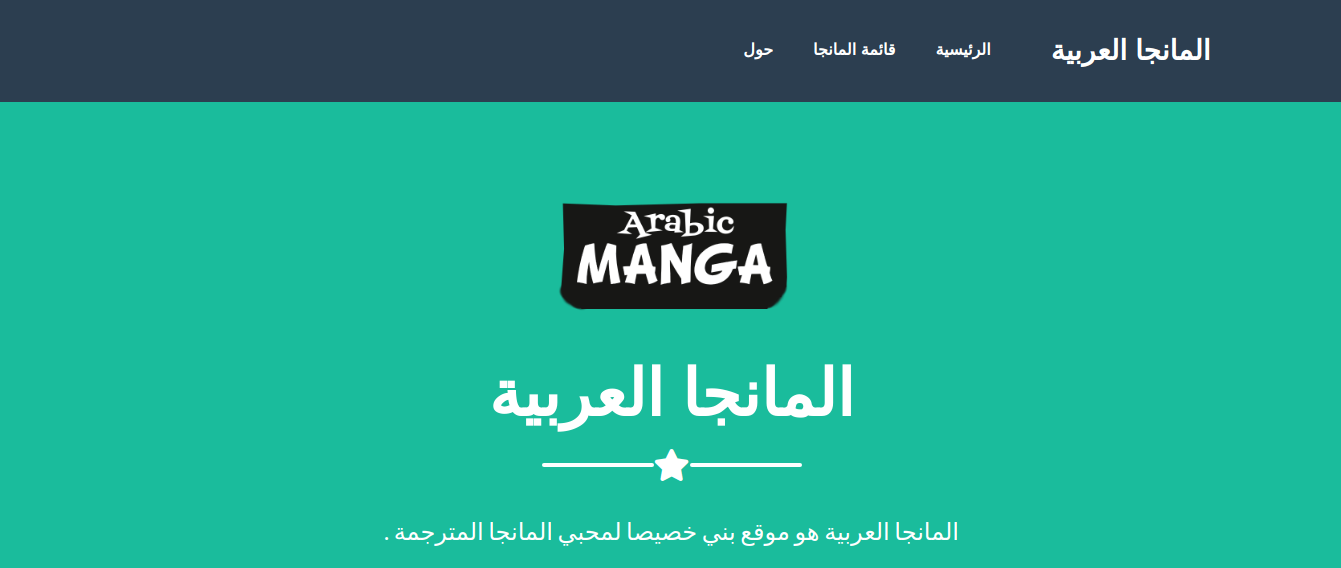 المانجا العربية
الرئيسية
قائمة المانجا
حول
Arabic
MANGA
المانجا العربية
المانجا العربية هو موقع بني خصيصا لمحبي المانجا المترجمة .